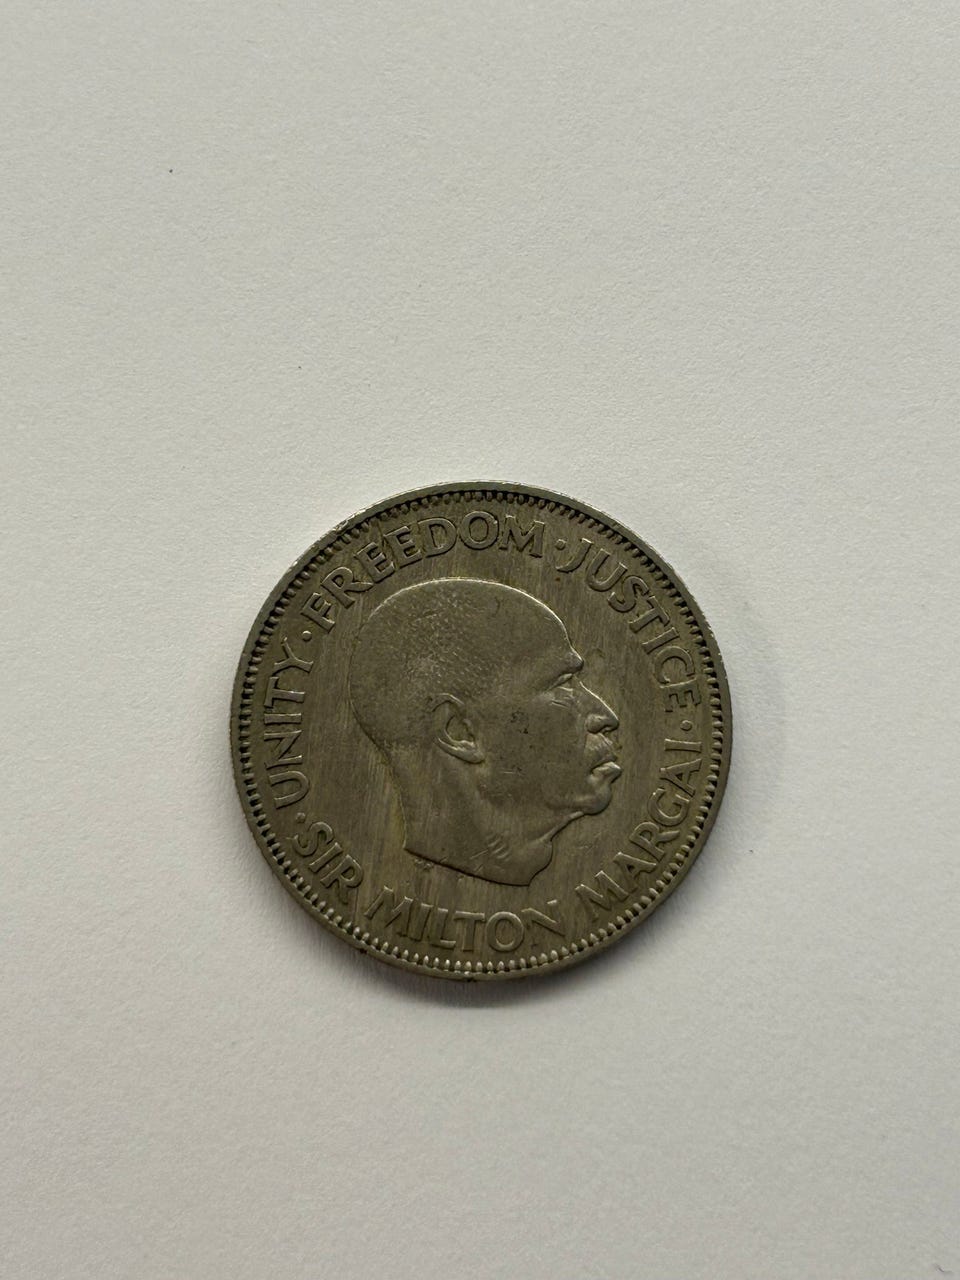 UNITY · FREEDOM · JUSTICE ·
SIR MILTON MARGAI ·